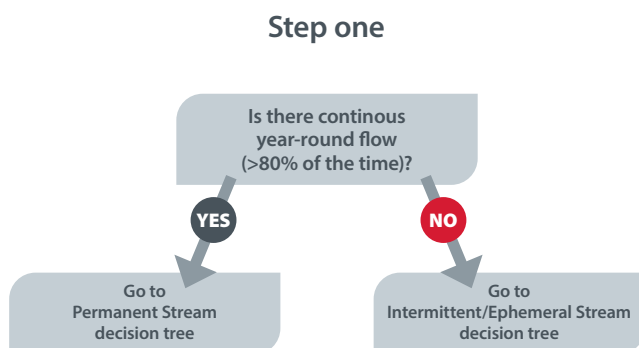 Step one
Is there continous
year-round flow
(>80% of the time)?
YES
NO
Go to
Permanent Stream
decision tree
Go to
Intermittent/Ephemeral Stream
decision tree